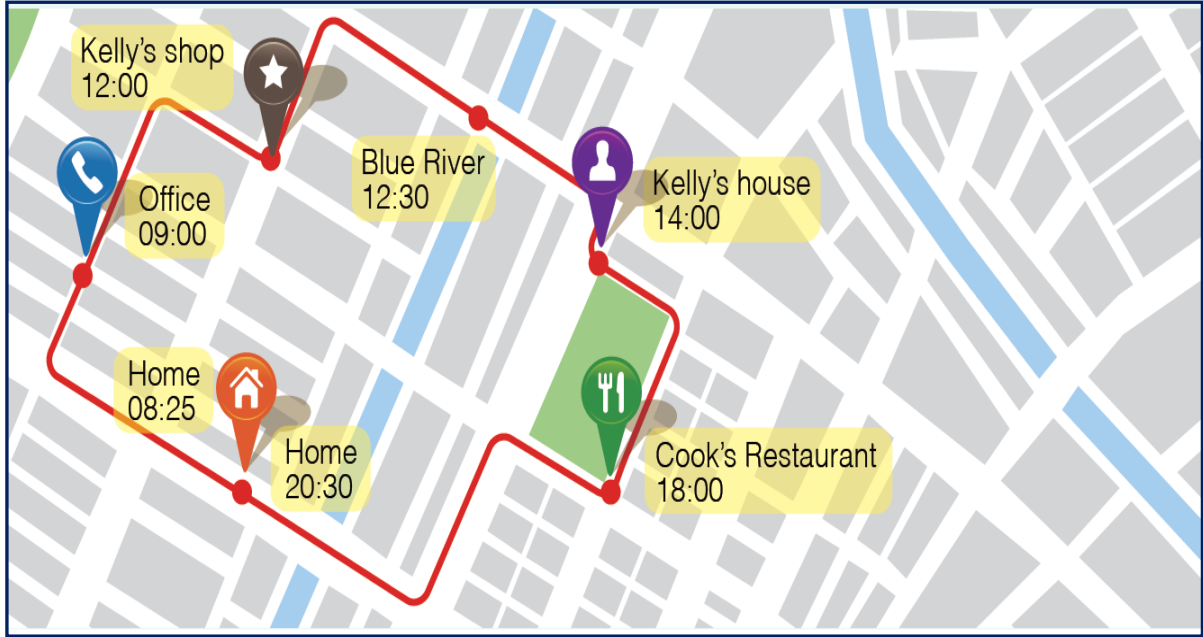 Kelly’s shop
12:00
Blue River
12:30
Kelly’s house
14:00
Office
09:00
Home
08:25
Home
20:30
Cook’s Restaurant
18:00